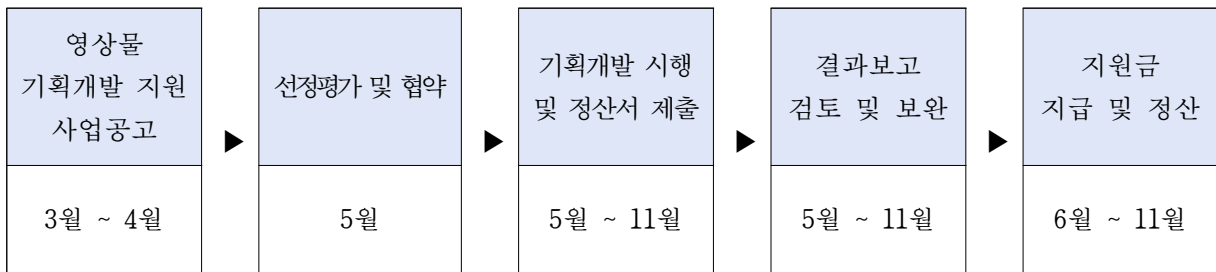 영상물
기획개발 지원
사업공고
3월 ~ 4월
▶
선정평가 및 협약
5월
▶
기획개발 시행
및 정산서 제출
5월 ~ 11월
▶
결과보고
검토 및 보완
5월 ~ 11월
▶
지원금
지급 및 정산
6월 ~ 11월